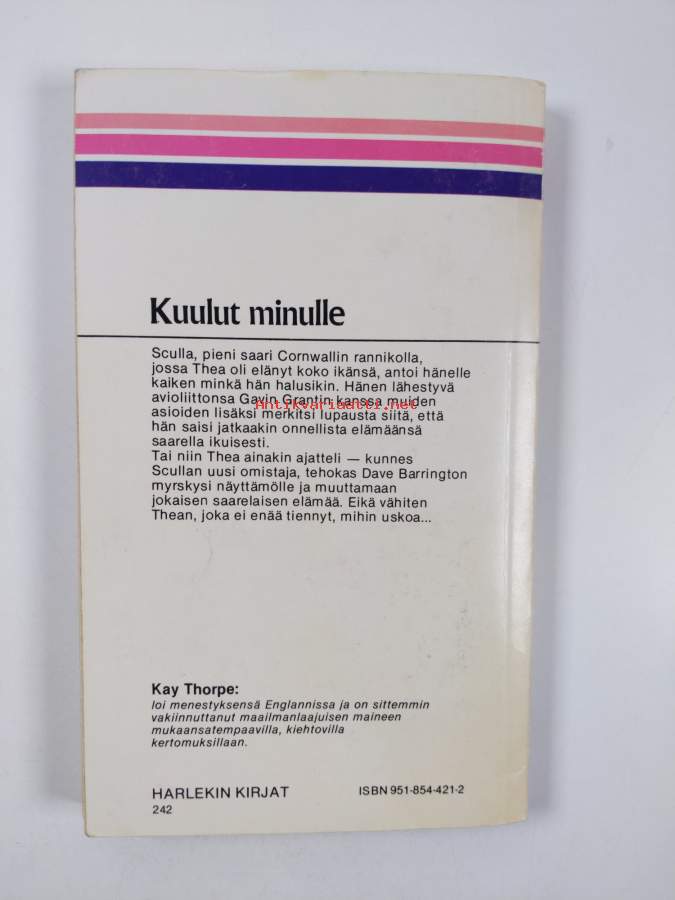 Kuulut minulle
Sculla, pieni saari Cornwallin rannikolla,
jossa Thea oli elänyt koko ikänsä, antoi hänelle
kaiken minkä hän halusikin. Hänen lähestyvä
avioliittonsa Gavin Grantin kanssa muiden
Antikvariaatti.net
asioiden lisäksi merkitsi lupausta siitä, että
hän saisi jatkaakin onnellista elämäänsä
saarella ikuisesti.
Tai niin Thea ainakin ajatteli — kunnes
Scullan uusi omistaja, tehokas Dave Barrington
myrskysi näyttämölle ja muuttamaan
jokaisen saarelaisen elämää. Eikä vähiten
Thean, joka ei enää tiennyt, mihin uskoa...
Kay Thorpe:
loi menestyksensä Englannissa ja on sittemmin
vakiinnuttanut maailmanlaajuisen maineen
mukaansatempaavilla, kiehtovilla
kertomuksillaan.
HARLEKIN KIRJAT ISBN 951-854-421-2
242